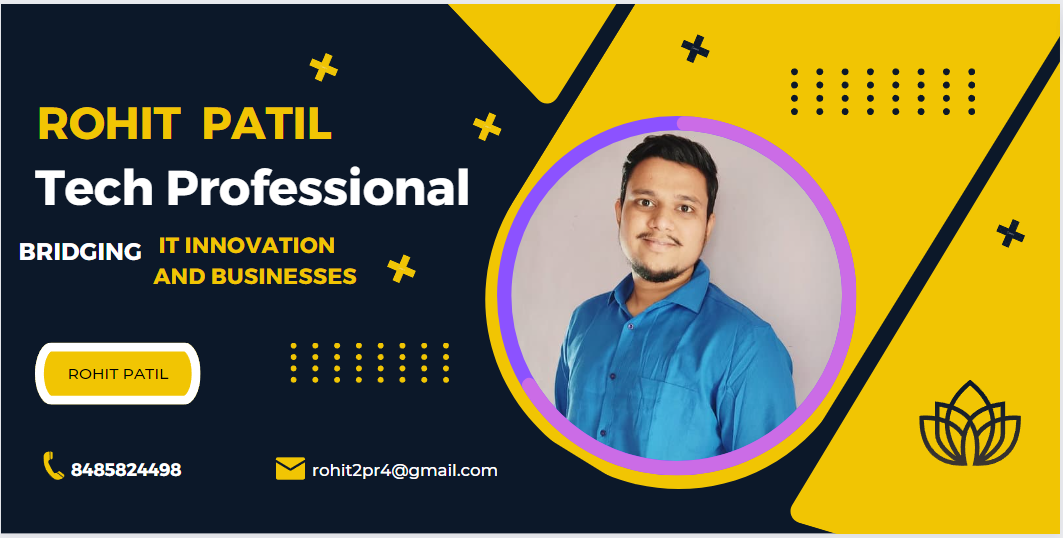 ROHIT PATIL
Tech Professional
BRIDGING IT INNOVATION
AND BUSINESSES
ROHIT PATIL
8485824498 rohit2pr4@gmail.com